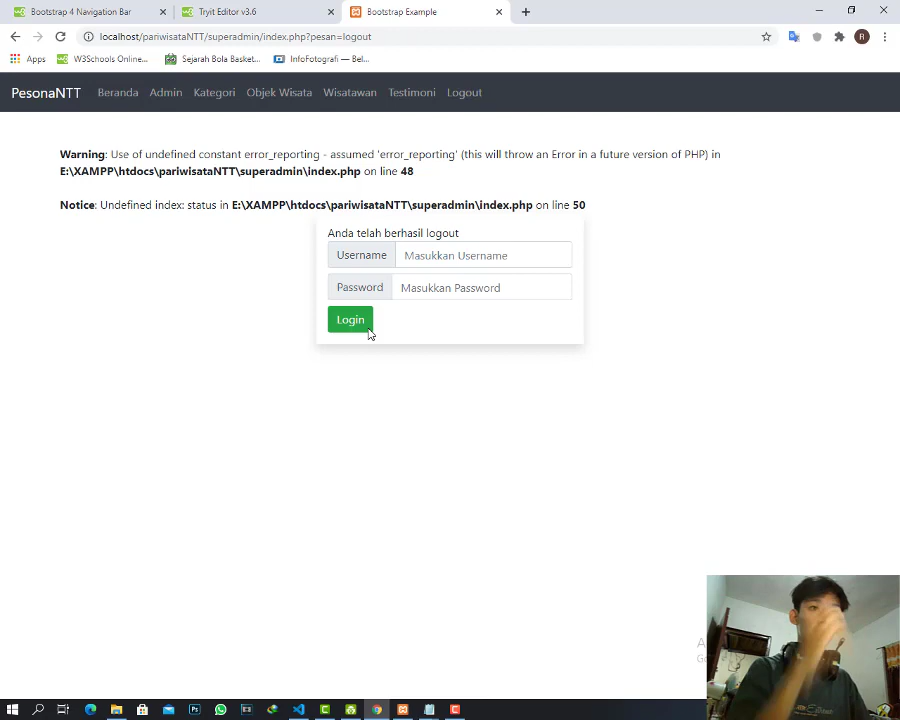 Bootstrap 4 Navigation Bar
Tryit Editor v3.6
Bootstrap Example
localhost/pariwisataNTT/superadmin/index.php?pesan=logout
R
Apps
W3Schools Online...
Sejarah Bola Basket...
InfoFotografi — Bel...
PesonaNTT Beranda Admin Kategori Objek Wisata Wisatawan Testimoni Logout
Warning: Use of undefined constant error_reporting - assumed 'error_reporting' (this will throw an Error in a future version of PHP) in
E:\XAMPP\htdocs\pariwisataNTT\superadmin\index.php on line 48
Notice: Undefined index: status in E:\XAMPP\htdocs\pariwisataNTT\superadmin\index.php on line 50
Anda telah berhasil logout
Username Masukkan Username
Password Masukkan Password
Login